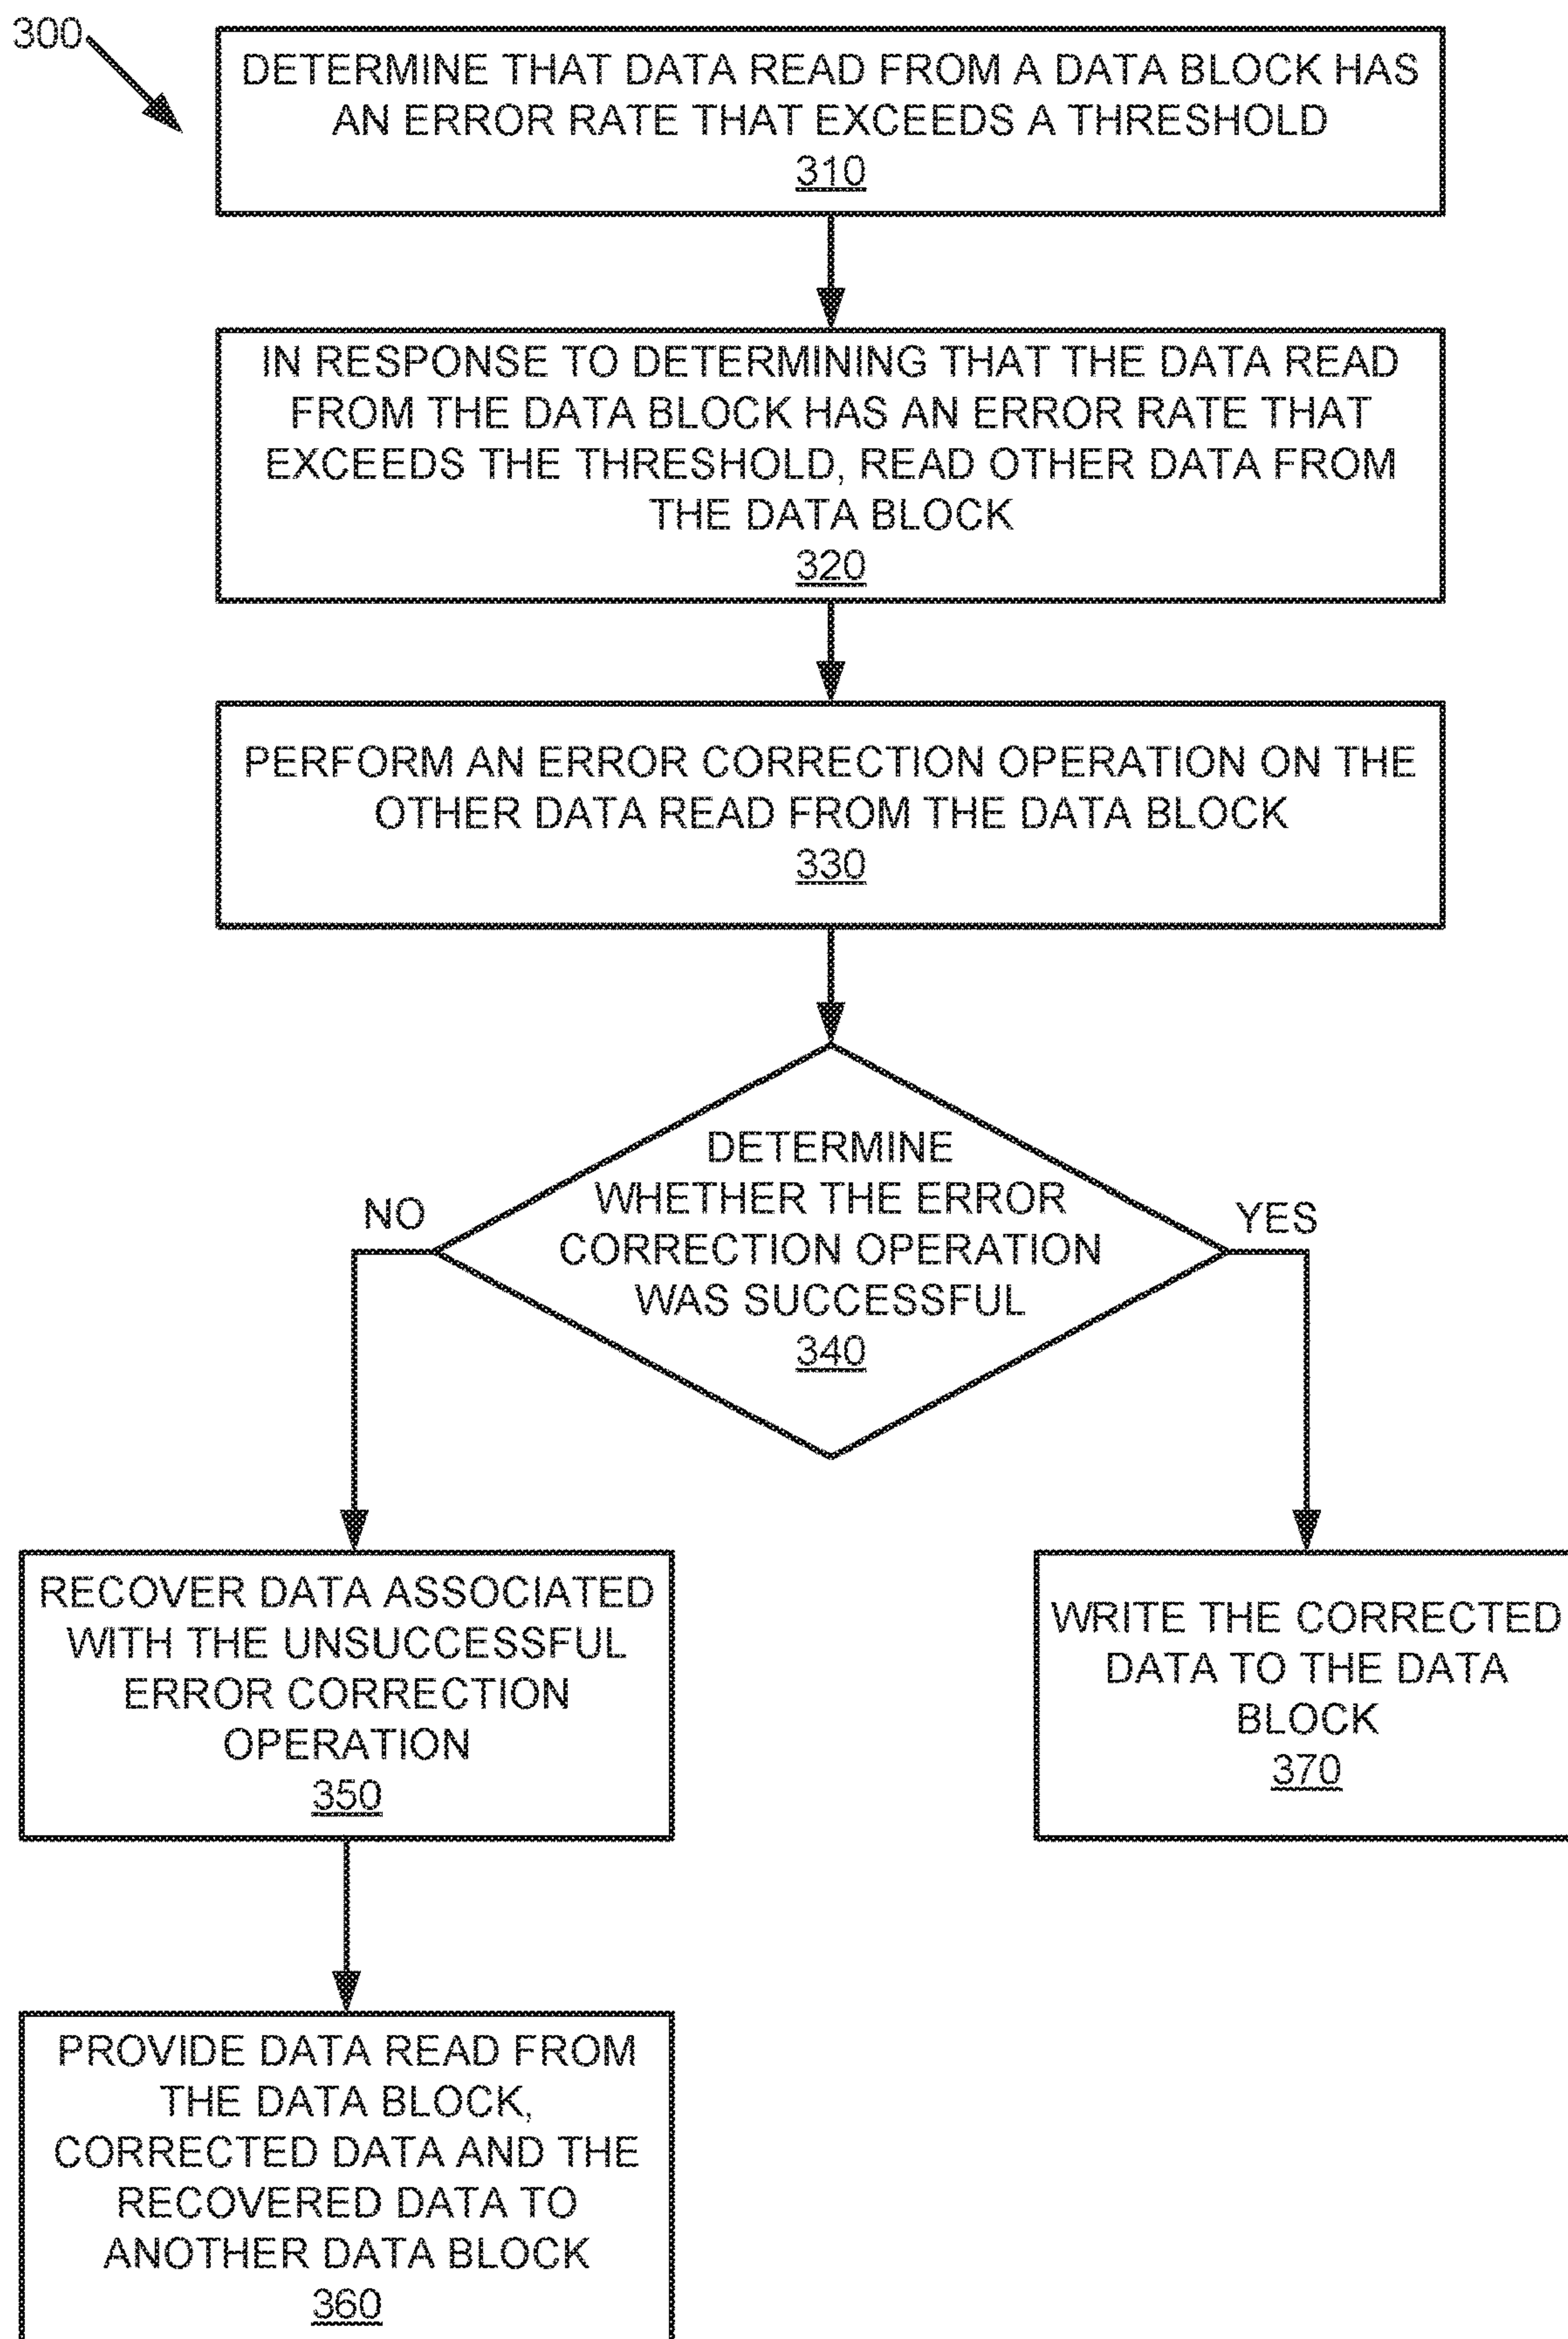 300
DETERMINE THAT DATA READ FROM A DATA BLOCK HAS
AN ERROR RATE THAT EXCEEDS A THRESHOLD
310
IN RESPONSE TO DETERMINING THAT THE DATA READ
FROM THE DATA BLOCK HAS AN ERROR RATE THAT
EXCEEDS THE THRESHOLD, READ OTHER DATA FROM
THE DATA BLOCK
320
PERFORM AN ERROR CORRECTION OPERATION ON THE
OTHER DATA READ FROM THE DATA BLOCK
330
DETERMINE
WHETHER THE ERROR
CORRECTION OPERATION
WAS SUCCESSFUL
340
NO
YES
RECOVER DATA ASSOCIATED
WITH THE UNSUCCESSFUL
ERROR CORRECTION
OPERATION
350
WRITE THE CORRECTED
DATA TO THE DATA
BLOCK
370
PROVIDE DATA READ FROM
THE DATA BLOCK,
CORRECTED DATA AND THE
RECOVERED DATA TO
ANOTHER DATA BLOCK
360